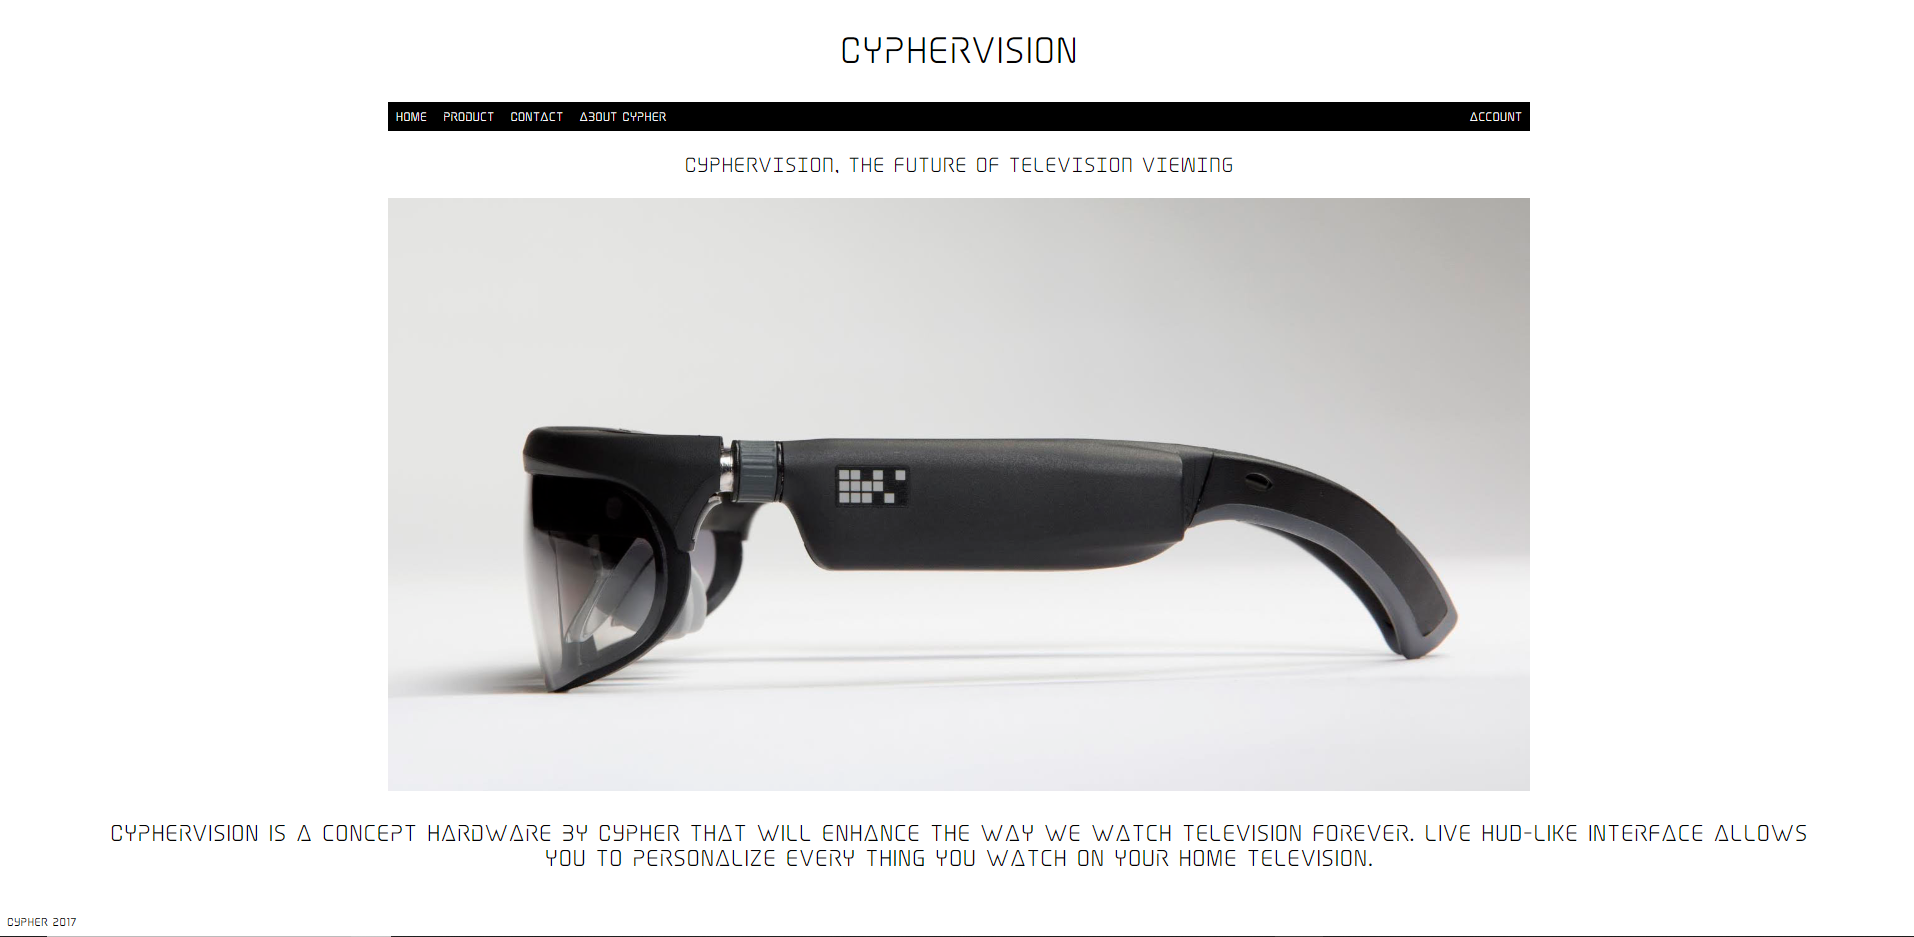 CYPHERVISION
HOME PRODUCT CONTACT ABOUT CYPHER ACCOUNT
CYPHERVISION, THE FUTURE OF TELEVISION VIEWING
CYPHERVISION IS A CONCEPT HARDWARE BY CYPHER THAT WILL ENHANCE THE WAY WE WATCH TELEVISION FOREVER. LIVE HUD-LIKE INTERFACE ALLOWS
YOU TO PERSONALIZE EVERY THING YOU WATCH ON YOUR HOME TELEVISION.
CYPHER 2017